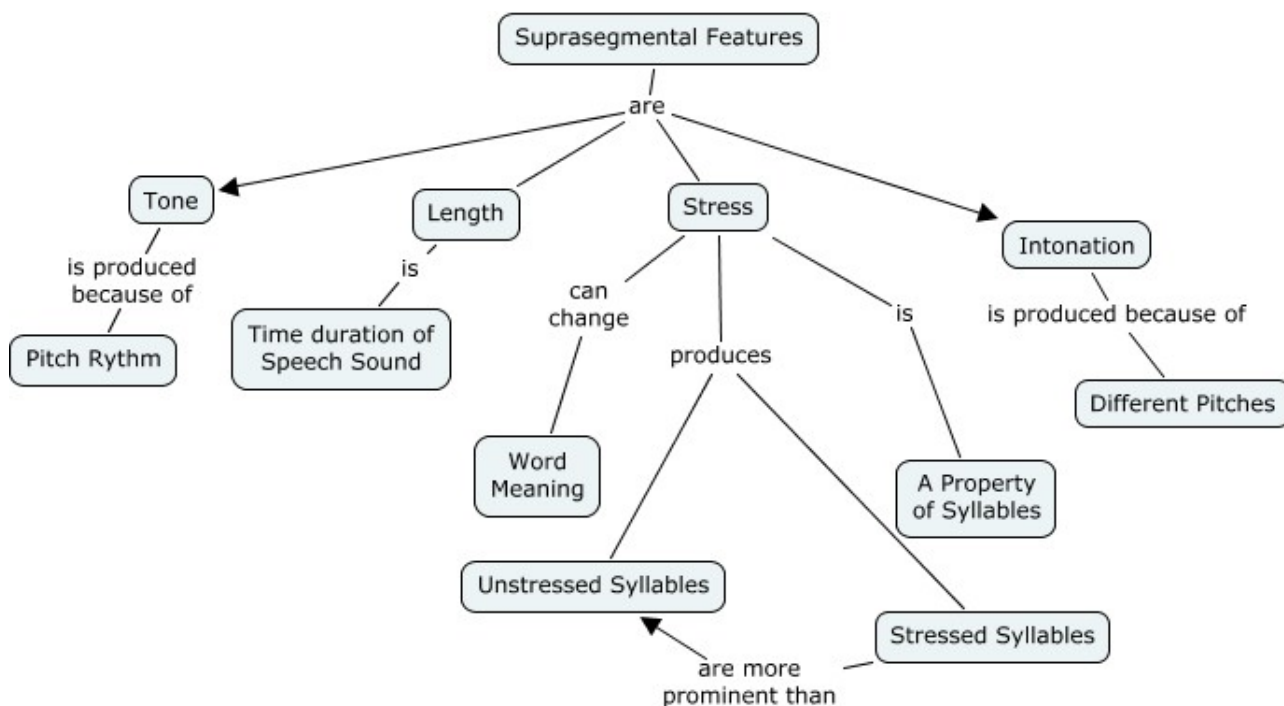 Suprasegmental Features
are
Tone
Length
Stress
Intonation
is produced
because of
is
can
change
is
is produced because of
Pitch Rythm
Time duration of
Speech Sound
produces
Different Pitches
Word
Meaning
A Property
of Syllables
Unstressed Syllables
Stressed Syllables
are more
prominent than